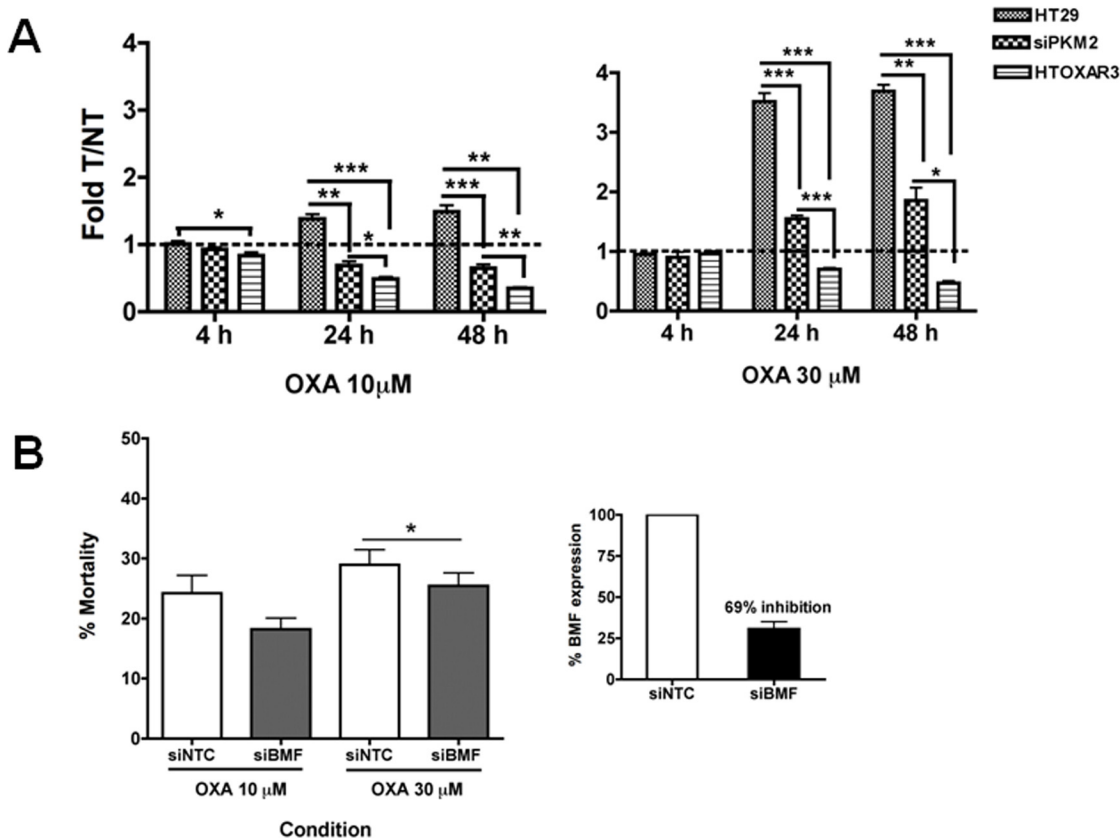 A
Fold T/NT
4
3
2
1
0
*
**
***
*
***
**
**
4 h
24 h
48 h
OXA 10μM
4
3
2
1
0
***
***
***
***
**
*
4 h
24 h
48 h
OXA 30 μM
HT29
siPKM2
HTOXAR3
B
% Mortality
50
40
30
20
10
0
*
siNTC
siBMF
siNTC
siBMF
OXA 10 μM
OXA 30 μM
Condition
% BMF expression
100
75
50
25
0
69% inhibition
siNTC
siBMF